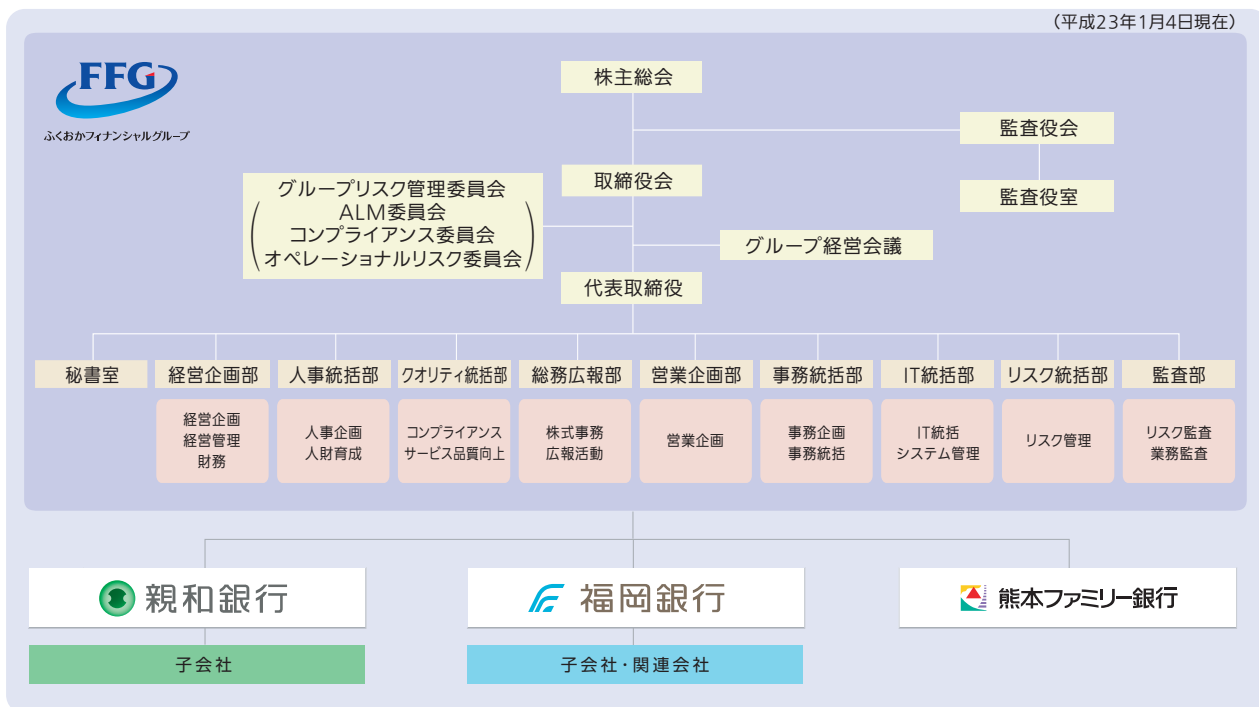 （平成23年1月4日現在）
FFG
ふくおかフィナンシャルグループ
株主総会
監査役会
監査役室
取締役会
グループリスク管理委員会
ALM委員会
コンプライアンス委員会
オペレーショナルリスク委員会
グループ経営会議
代表取締役
秘書室
経営企画部
経営企画
経営管理
財務
人事統括部
人事企画
人財育成
クオリティ統括部
コンプライアンス
サービス品質向上
総務広報部
株式事務
広報活動
営業企画部
営業企画
事務統括部
事務企画
事務統括
IT統括部
IT統括
システム管理
リスク統括部
リスク管理
監査部
リスク監査
業務監査
親和銀行
子会社
福岡銀行
子会社・関連会社
熊本ファミリー銀行